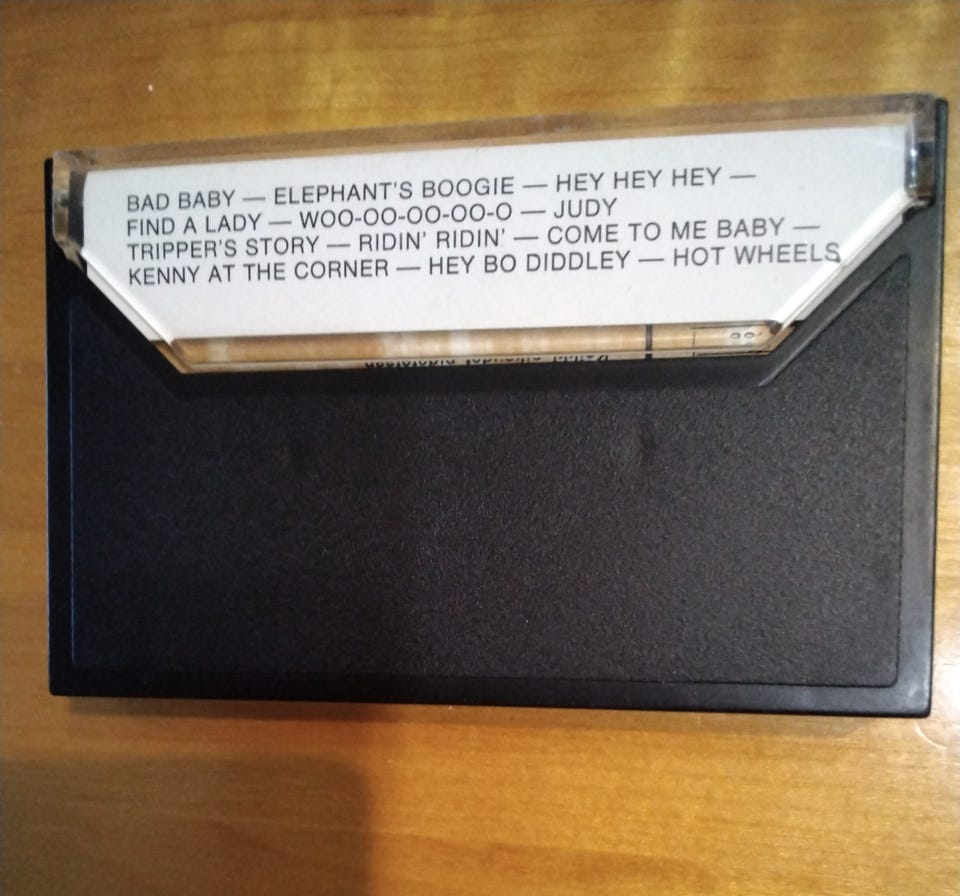 BAD BABY — ELEPHANT'S BOOGIE — HEY HEY HEY —
FIND A LADY — WOO-OO-OO-OO-O — JUDY
TRIPPER'S STORY — RIDIN' RIDIN' — COME TO ME BABY —
KENNY AT THE CORNER — HEY BO DIDDLEY — HOT WHEELS